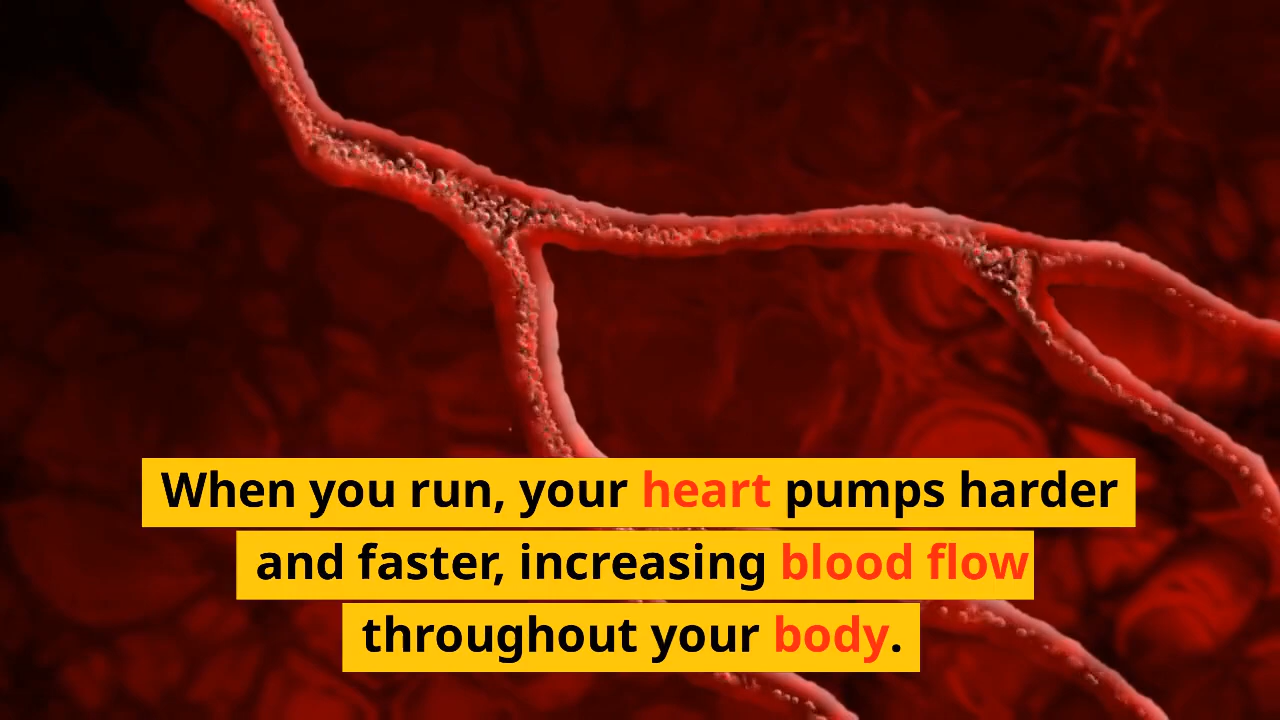 When you run, your heart pumps harder
and faster, increasing blood flow
throughout your body.